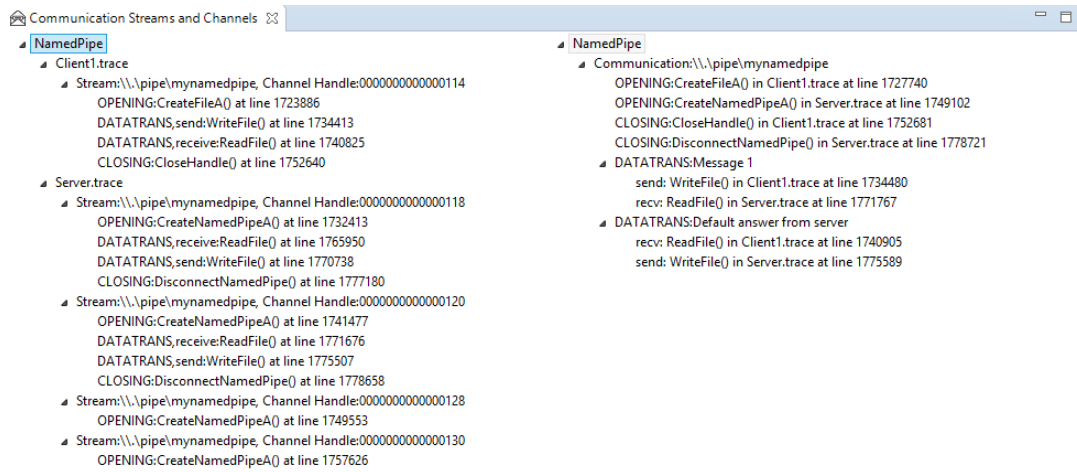 Communication Streams and Channels
NamedPipe
Client1.trace
Stream:\\.\pipe\mynamedpipe, Channel Handle:0000000000000114
OPENING:CreateFileA() at line 1723886
DATATRANS,send:WriteFile() at line 1734413
DATATRANS,receive:ReadFile() at line 1740825
CLOSING:CloseHandle() at line 1752640
Server.trace
Stream:\\.\pipe\mynamedpipe, Channel Handle:0000000000000118
OPENING:CreateNamedPipeA() at line 1732413
DATATRANS,receive:ReadFile() at line 1765950
DATATRANS,send:WriteFile() at line 1770738
CLOSING:DisconnectNamedPipe() at line 1777180
Stream:\\.\pipe\mynamedpipe, Channel Handle:0000000000000120
OPENING:CreateNamedPipeA() at line 1741477
DATATRANS,receive:ReadFile() at line 1771676
DATATRANS,send:WriteFile() at line 1775507
CLOSING:DisconnectNamedPipe() at line 1778658
Stream:\\.\pipe\mynamedpipe, Channel Handle:0000000000000128
OPENING:CreateNamedPipeA() at line 1749553
Stream:\\.\pipe\mynamedpipe, Channel Handle:0000000000000130
OPENING:CreateNamedPipeA() at line 1757626
NamedPipe
Communication:\\.\pipe\mynamedpipe
OPENING:CreateFileA() in Client1.trace at line 1727740
OPENING:CreateNamedPipeA() in Server.trace at line 1749102
CLOSING:CloseHandle() in Client1.trace at line 1752681
CLOSING:DisconnectNamedPipe() in Server.trace at line 1778721
DATATRANS:Message 1
send: WriteFile() in Client1.trace at line 1734480
recv: ReadFile() in Server.trace at line 1771767
DATATRANS:Default answer from server
recv: ReadFile() in Client1.trace at line 1740905
send: WriteFile() in Server.trace at line 1775589